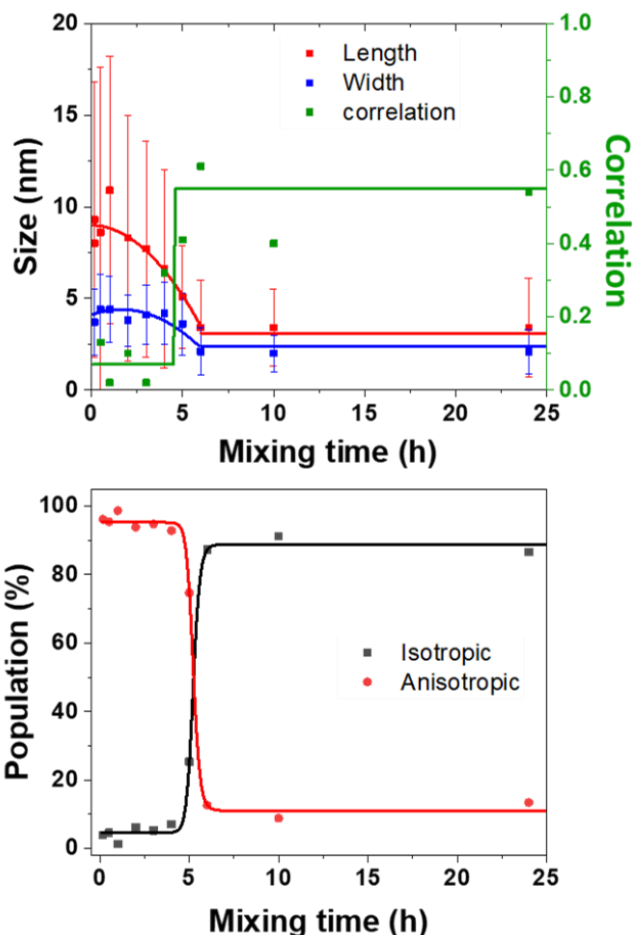 20
15
10
5
0
Size (nm)
Length
Width
correlation
1.0
0.8
0.6
0.4
0.2
0.0
Correlation
0 5 10 15 20 25
Mixing time (h)
100
80
60
40
20
0
Population (%)
Isotropic
Anisotropic
0 5 10 15 20 25
Mixing time (h)